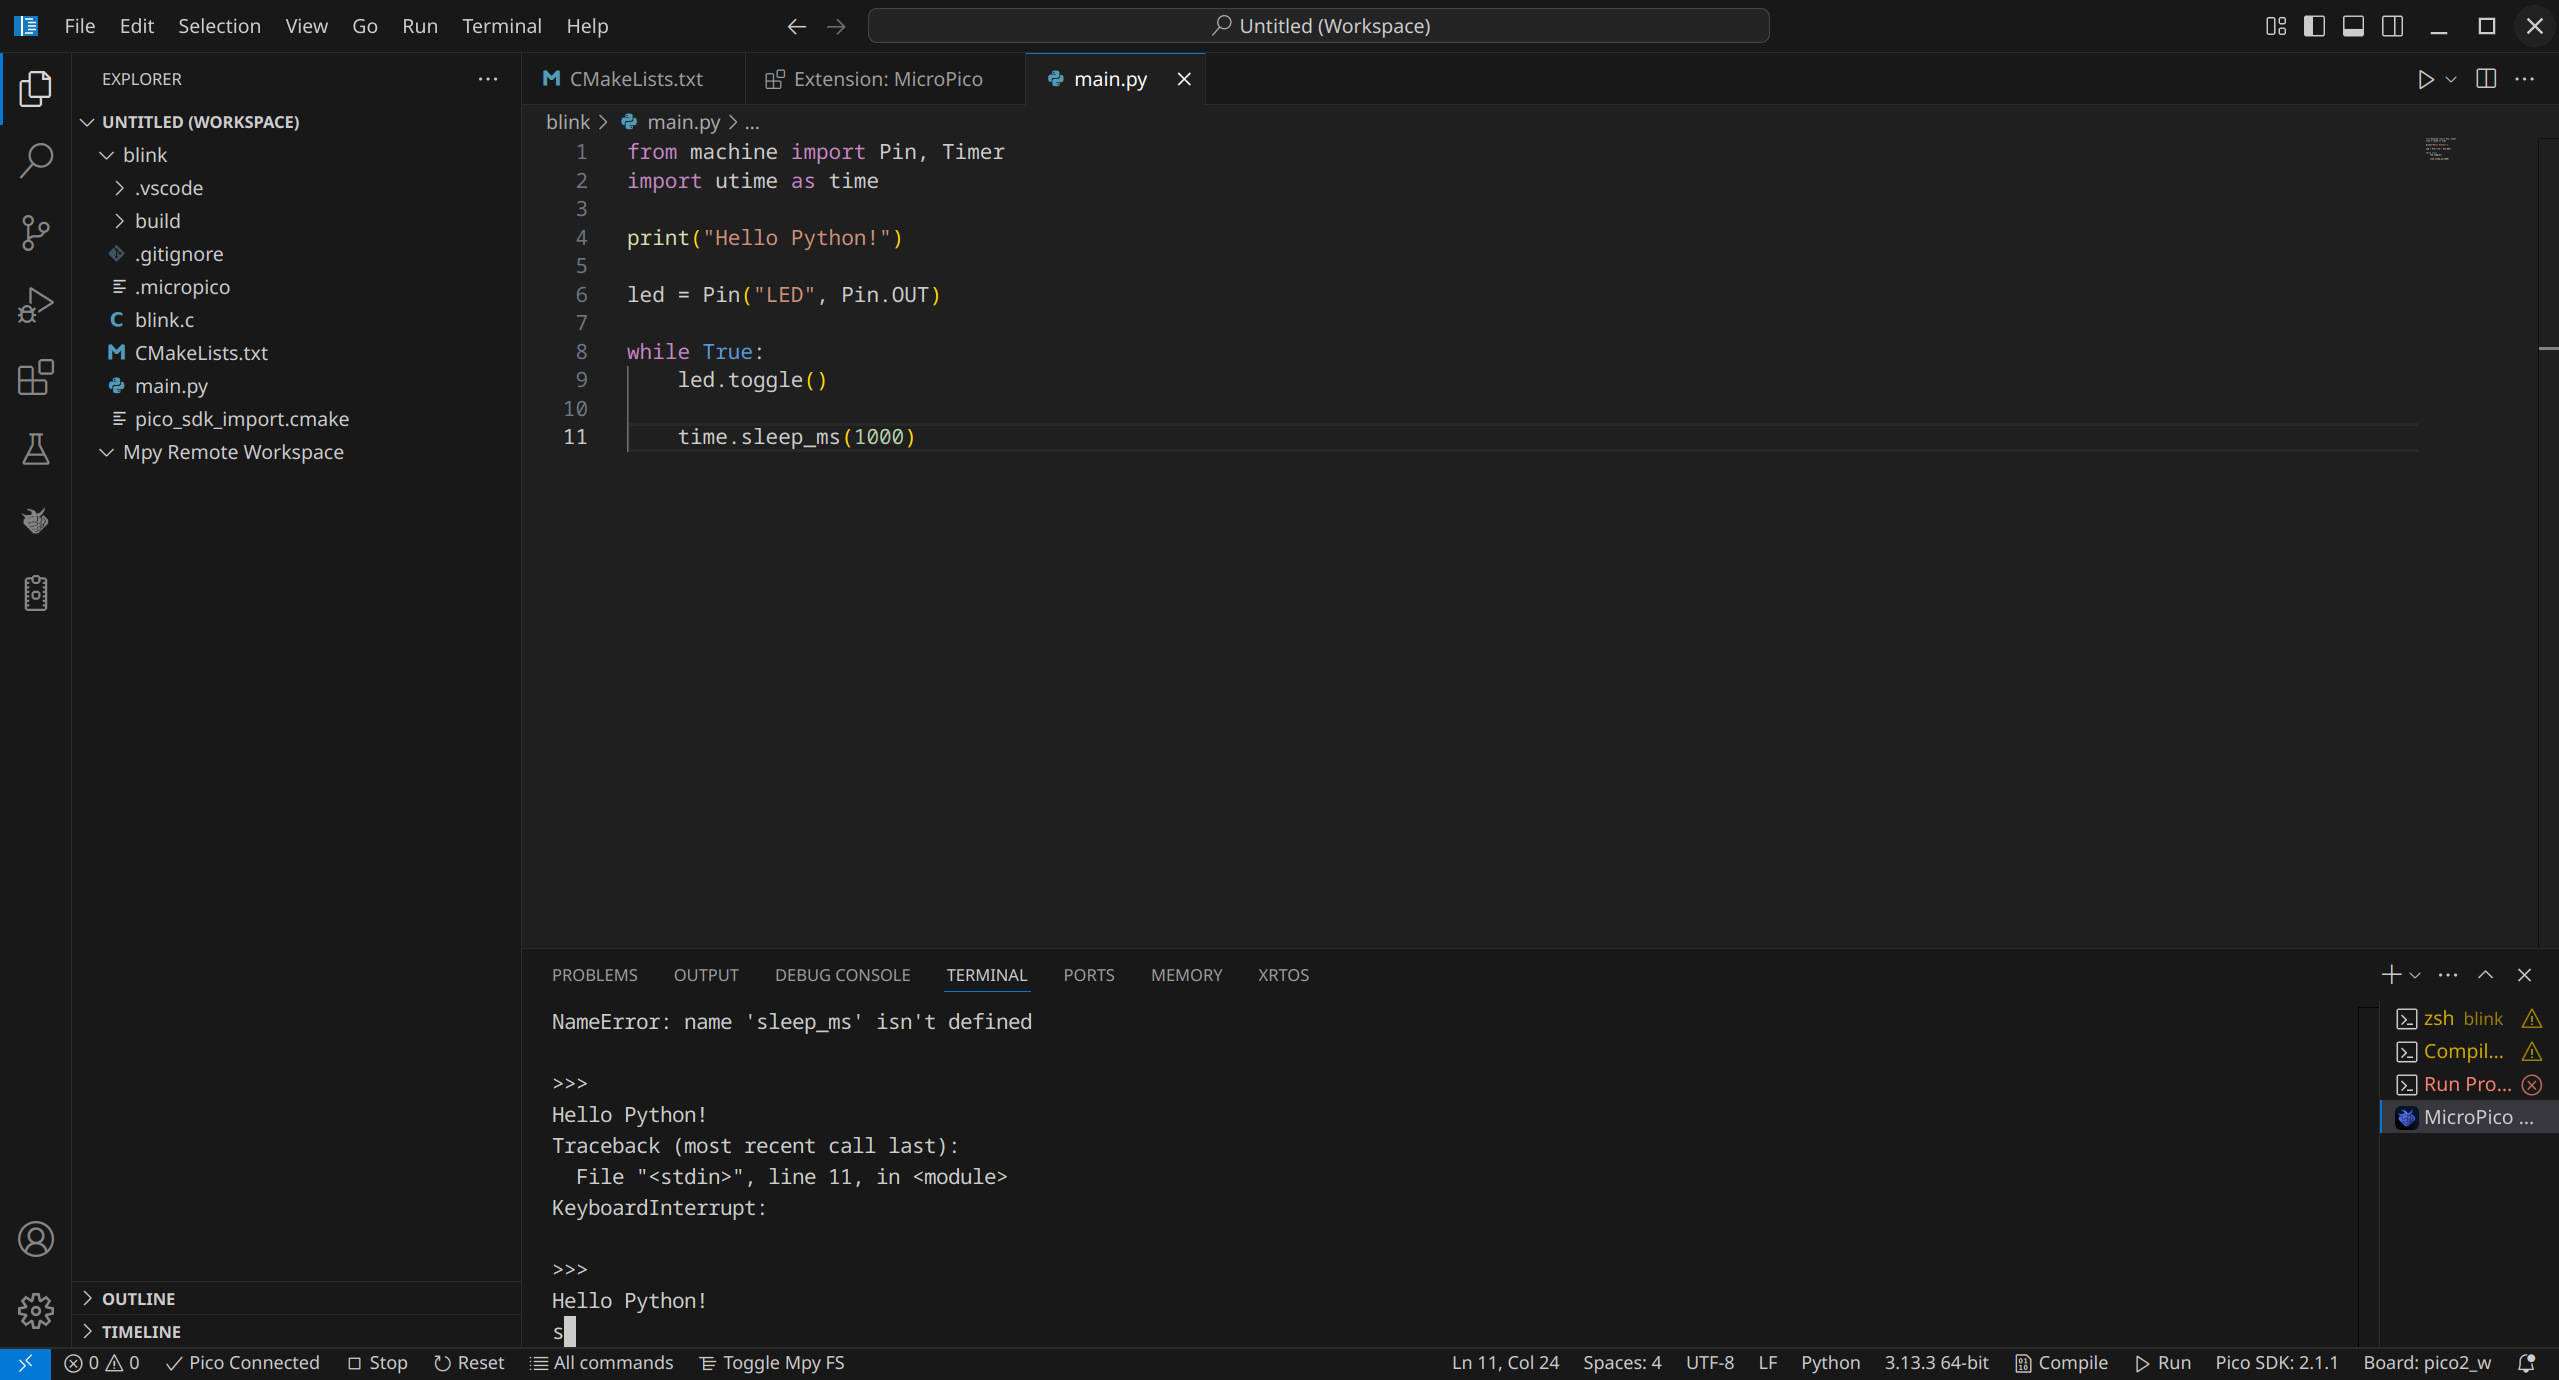 File Edit Selection View Go Run Terminal Help
Untitled (Workspace)
EXPLORER
UNTITLED (WORKSPACE)
blink
.vscode
build
.gitignore
.micropico
blink.c
CMakeLists.txt
main.py
pico_sdk_import.cmake
Mpy Remote Workspace
OUTLINE
TIMELINE
CMakeLists.txt
Extension: MicroPico
main.py
blink > main.py > ...
1 from machine import Pin, Timer
2 import utime as time
3
4 print("Hello Python!")
5
6 led = Pin("LED", Pin.OUT)
7
8 while True:
9     led.toggle()
10
11     time.sleep_ms(1000)
PROBLEMS OUTPUT DEBUG CONSOLE TERMINAL PORTS MEMORY XRTOS
NameError: name 'sleep_ms' isn't defined
>>>
Hello Python!
Traceback (most recent call last):
  File "<stdin>", line 11, in <module>
KeyboardInterrupt:
>>>
Hello Python!
s
zsh blink
Compil...
Run Pro...
MicroPico ...
0 0 Pico Connected Stop Reset All commands Toggle Mpy FS Ln 11, Col 24 Spaces: 4 UTF-8 LF Python 3.13.3 64-bit Compile Run Pico SDK: 2.1.1 Board: pico2_w